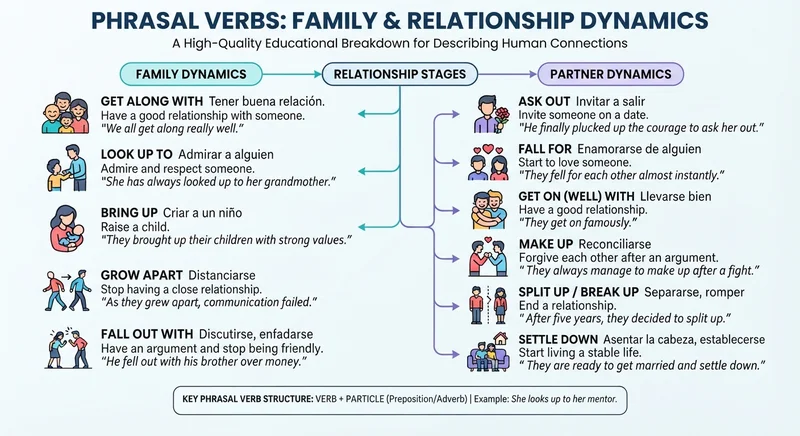 PHRASAL VERBS: FAMILY & RELATIONSHIP DYNAMICS
A High-Quality Educational Breakdown for Describing Human Connections
FAMILY DYNAMICS
RELATIONSHIP STAGES
PARTNER DYNAMICS
GET ALONG WITH Tener buena relación.
Have a good relationship with someone.
"We all get along really well."
LOOK UP TO Admirar a alguien
Admire and respect someone.
"She has always looked up to her grandmother."
BRING UP Criar a un niño
Raise a child.
"They brought up their children with strong values."
GROW APART Distanciarse
Stop having a close relationship.
"As they grew apart, communication failed."
FALL OUT WITH Discutirse, enfadarse
Have an argument and stop being friendly.
"He fell out with his brother over money."
ASK OUT Invitar a salir
Invite someone on a date.
"He finally plucked up the courage to ask her out."
FALL FOR Enamorarse de alguien
Start to love someone.
"They fell for each other almost instantly."
GET ON (WELL) WITH Llevarse bien
Have a good relationship.
"They get on famously."
MAKE UP Reconciliarse
Forgive each other after an argument.
"They always manage to make up after a fight."
SPLIT UP / BREAK UP Separarse, romper
End a relationship.
"After five years, they decided to split up."
SETTLE DOWN Asentar la cabeza, establecerse
Start living a stable life.
" They are ready to get married and settle down."
KEY PHRASAL VERB STRUCTURE: VERB + PARTICLE (Preposition/Adverb) | Example: She looks up to her mentor.